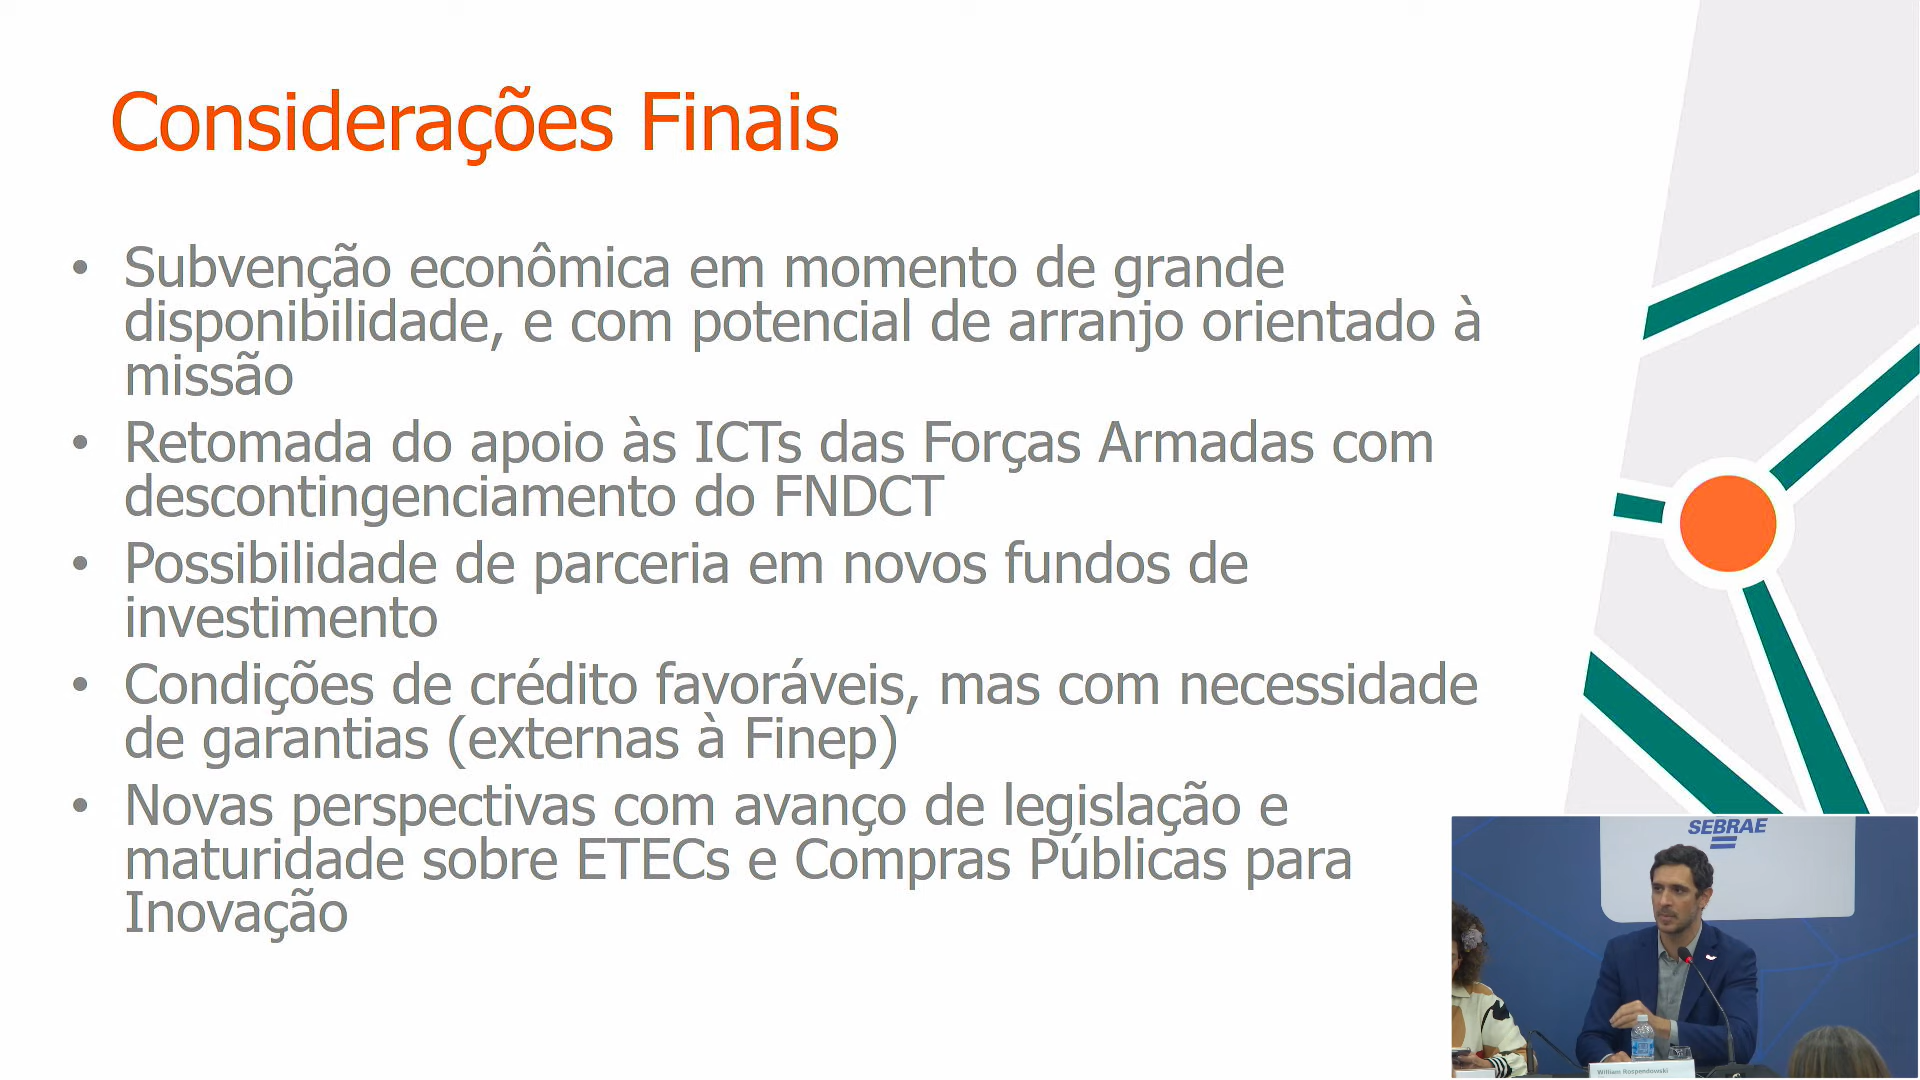 Considerações Finais
• Subvenção econômica em momento de grande
disponibilidade, e com potencial de arranjo orientado à
missão
• Retomada do apoio às ICTs das Forças Armadas com
descontingenciamento do FNDCT
• Possibilidade de parceria em novos fundos de
investimento
• Condições de crédito favoráveis, mas com necessidade
de garantias (externas à Finep)
• Novas perspectivas com avanço de legislação e
maturidade sobre ETECs e Compras Públicas para
Inovação
SEBRAE
William Rospendowski